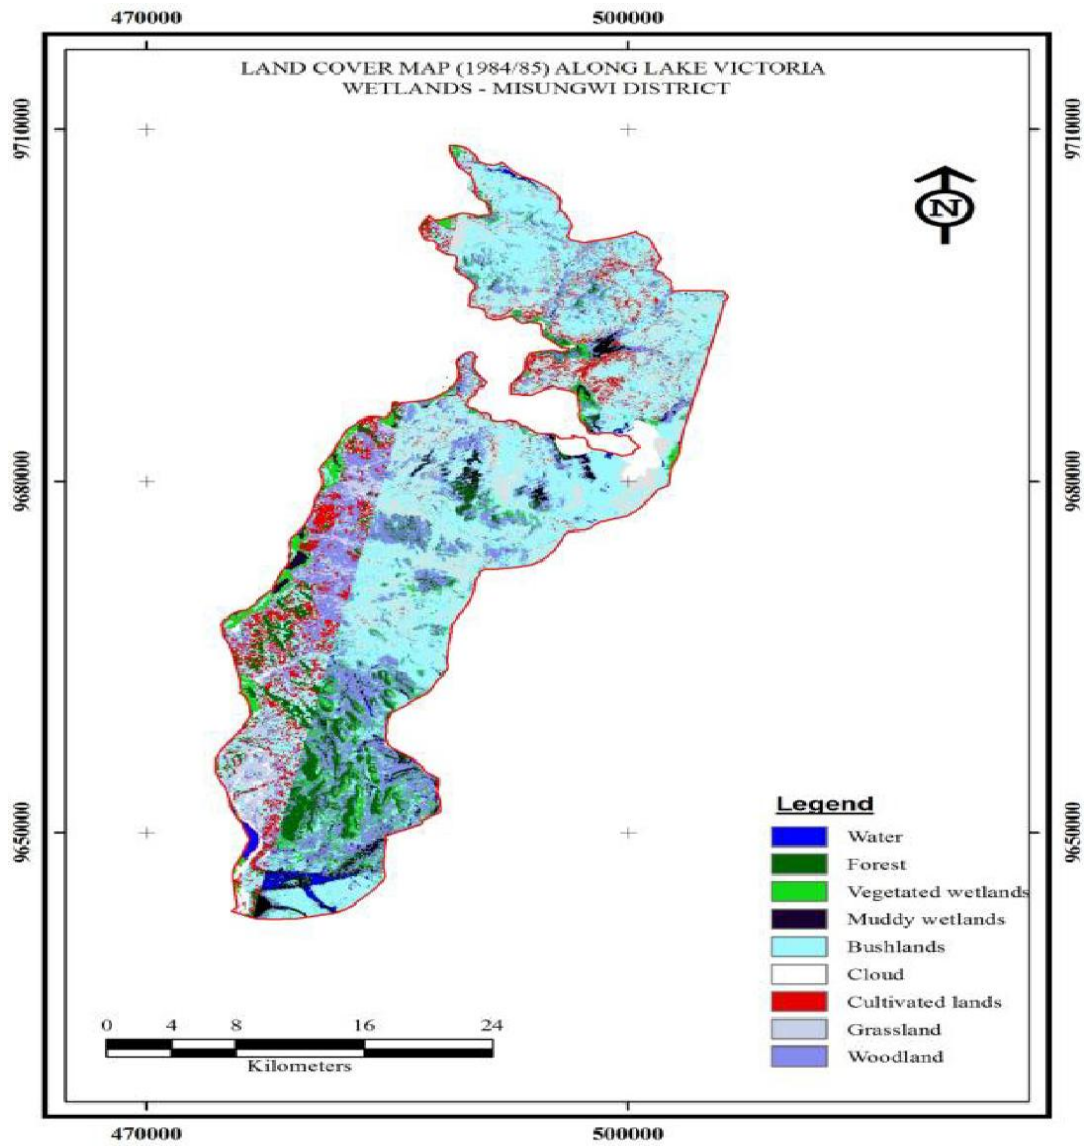 470000 500000
LAND COVER MAP (1984/85) ALONG LAKE VICTORIA
WETLANDS - MISUNGWI DISTRICT
9710000 9710000
N
9680000 9680000
9650000 9650000
Legend
Water
Forest
Vegetated wetlands
Muddy wetlands
Bushlands
Cloud
Cultivated lands
Grassland
Woodland
0 4 8 16 24
Kilometers
470000 500000